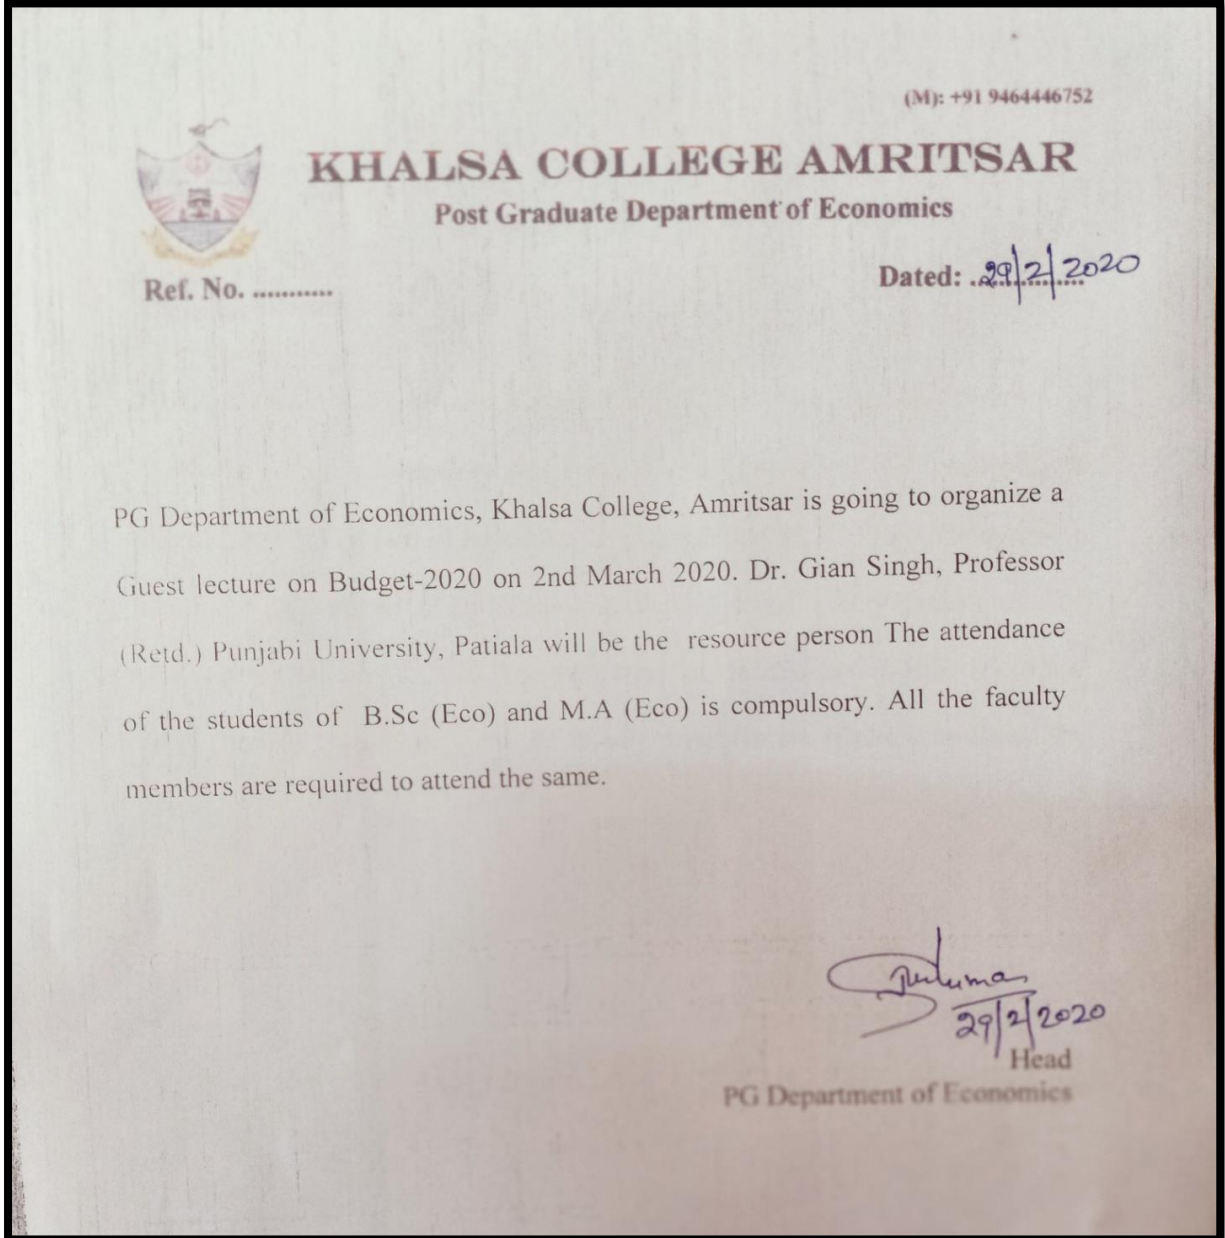 (M): +91 9464446752
KHALSA COLLEGE AMRITSAR
Post Graduate Department of Economics
Ref. No. ...........
Dated: ................ 29/2/2020
PG Department of Economics, Khalsa College, Amritsar is going to organize a
Guest lecture on Budget-2020 on 2nd March 2020. Dr. Gian Singh, Professor
(Retd.) Punjabi University, Patiala will be the resource person The attendance
of the students of B.Sc (Eco) and M.A (Eco) is compulsory. All the faculty
members are required to attend the same.
29/2/2020
Head
PG Department of Economics